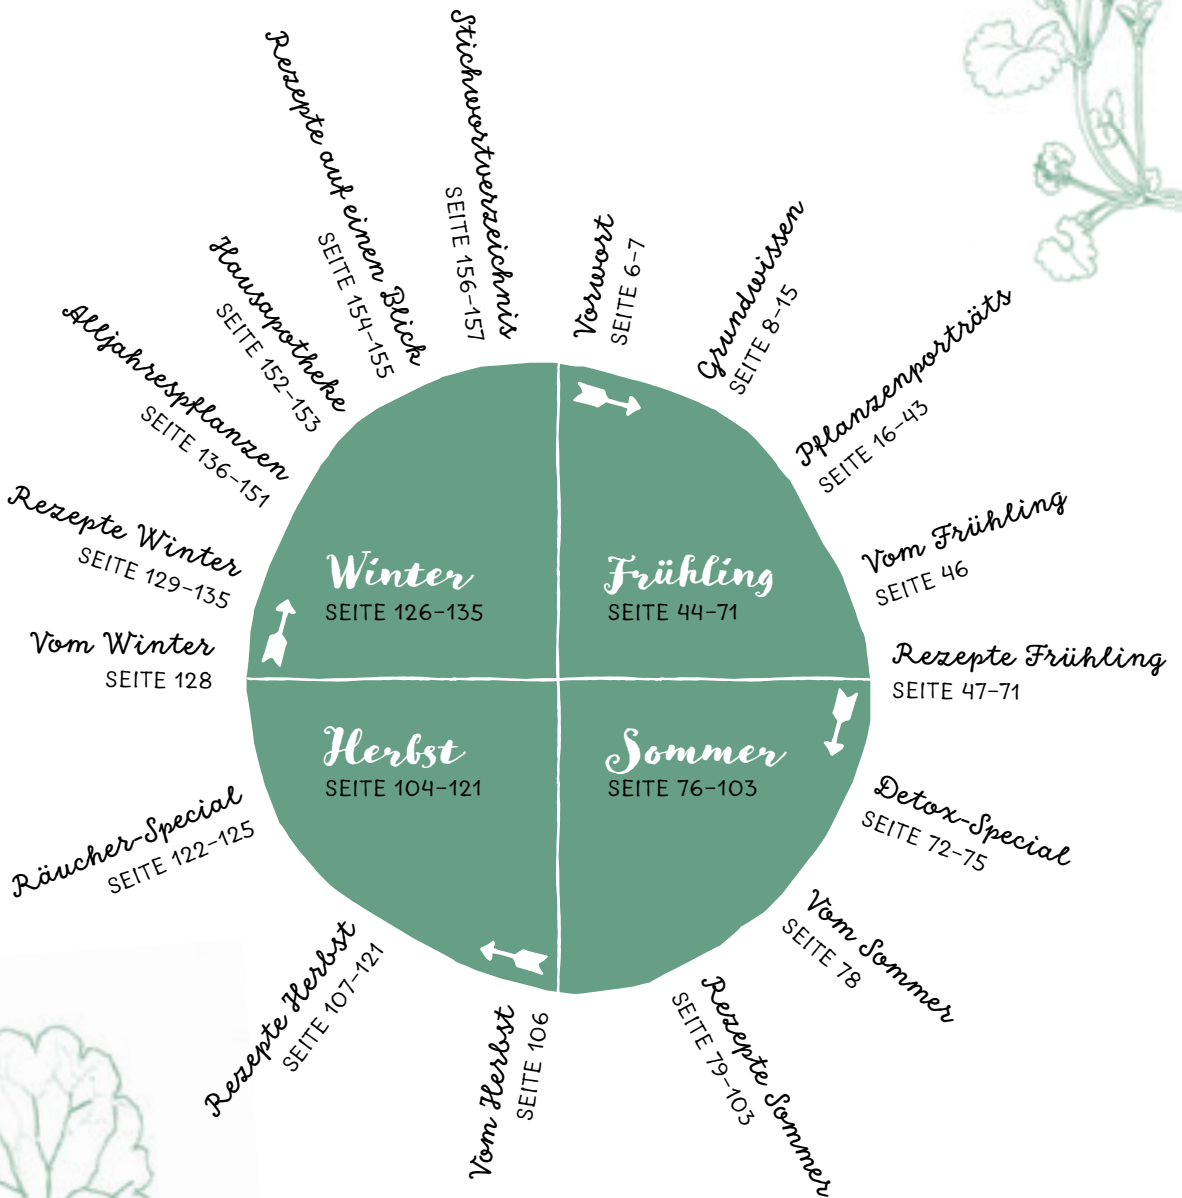 Vorwort
SEITE 6–7
Grundwissen
SEITE 8–15
Pflanzenporträts
SEITE 16–43
Vom Frühling
SEITE 46
Rezepte Frühling
SEITE 47–71
Detox-Special
SEITE 72–75
Vom Sommer
SEITE 78
Rezepte Sommer
SEITE 79–103
Vom Herbst
SEITE 106
Rezepte Herbst
SEITE 107–121
Räucher-Special
SEITE 122–125
Vom Winter
SEITE 128
Rezepte Winter
SEITE 129–135
Alljahrespflanzen
SEITE 136–151
Hausapotheke
SEITE 152–153
Rezepte auf einen Blick
SEITE 154–155
Stichwortverzeichnis
SEITE 156–157
Winter
SEITE 126–135
Frühling
SEITE 44–71
Herbst
SEITE 104–121
Sommer
SEITE 76–103